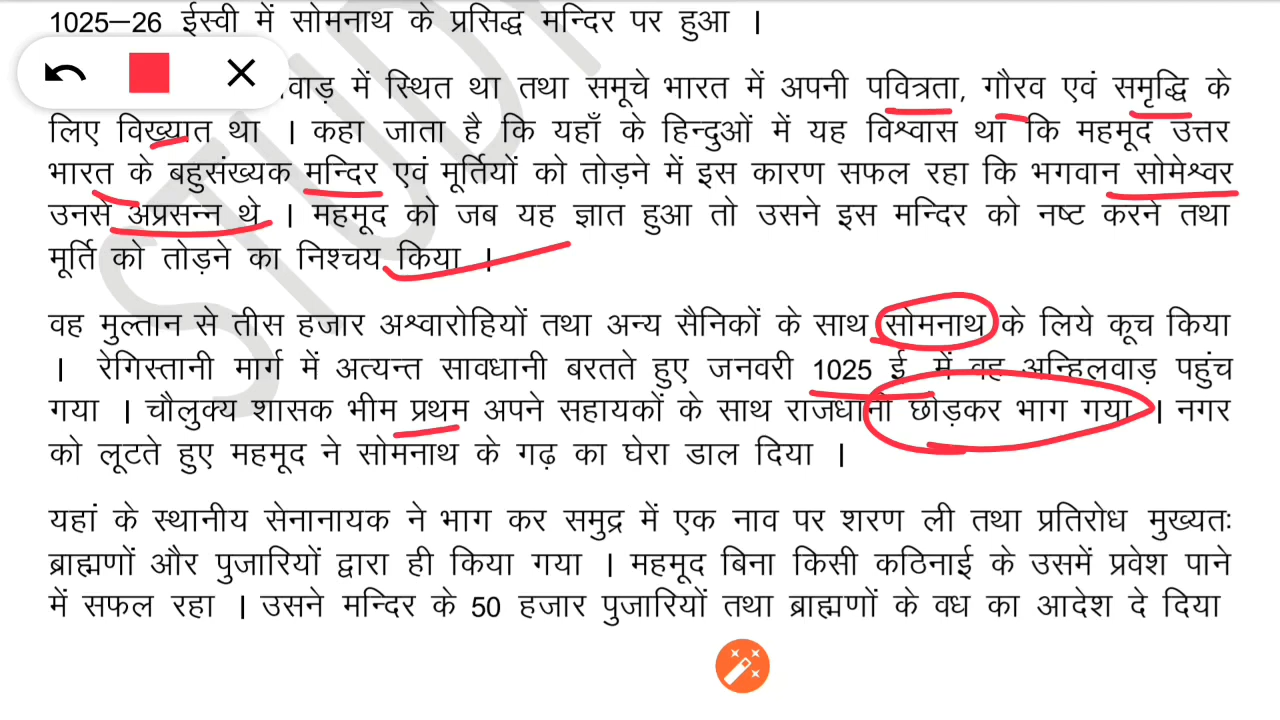 1025–26 ईस्वी में सोमनाथ के प्रसिद्ध मन्दिर पर हुआ ।
में स्थित था तथा समूचे भारत में अपनी पवित्रता, गौरव एवं समृद्धि के
लिए विख्यात था । कहा जाता है कि यहाँ के हिन्दुओं में यह विश्वास था कि महमूद उत्तर
भारत के बहुसंख्यक मन्दिर एवं मूर्तियों को तोड़ने में इस कारण सफल रहा कि भगवान सोमेश्वर
उनसे अप्रसन्न थे । महमूद को जब यह ज्ञात हुआ तो उसने इस मन्दिर को नष्ट करने तथा
मूर्ति को तोड़ने का निश्चय किया ।
वह मुल्तान से तीस हजार अश्वारोहियों तथा अन्य सैनिकों के साथ सोमनाथ के लिये कूच किया
। रेगिस्तानी मार्ग में अत्यन्त सावधानी बरतते हुए जनवरी 1025 ई में वह अन्हिलवाड़ पहुंच
गया । चौलुक्य शासक भीम प्रथम अपने सहायकों के साथ राजधानी छोड़कर भाग गया । नगर
को लूटते हुए महमूद ने सोमनाथ के गढ़ का घेरा डाल दिया ।
यहां के स्थानीय सेनानायक ने भाग कर समुद्र में एक नाव पर शरण ली तथा प्रतिरोध मुख्यतः
ब्राह्मणों और पुजारियों द्वारा ही किया गया । महमूद बिना किसी कठिनाई के उसमें प्रवेश पाने
में सफल रहा । उसने मन्दिर के 50 हजार पुजारियों तथा ब्राह्मणों के वध का आदेश दे दिया
STUDY